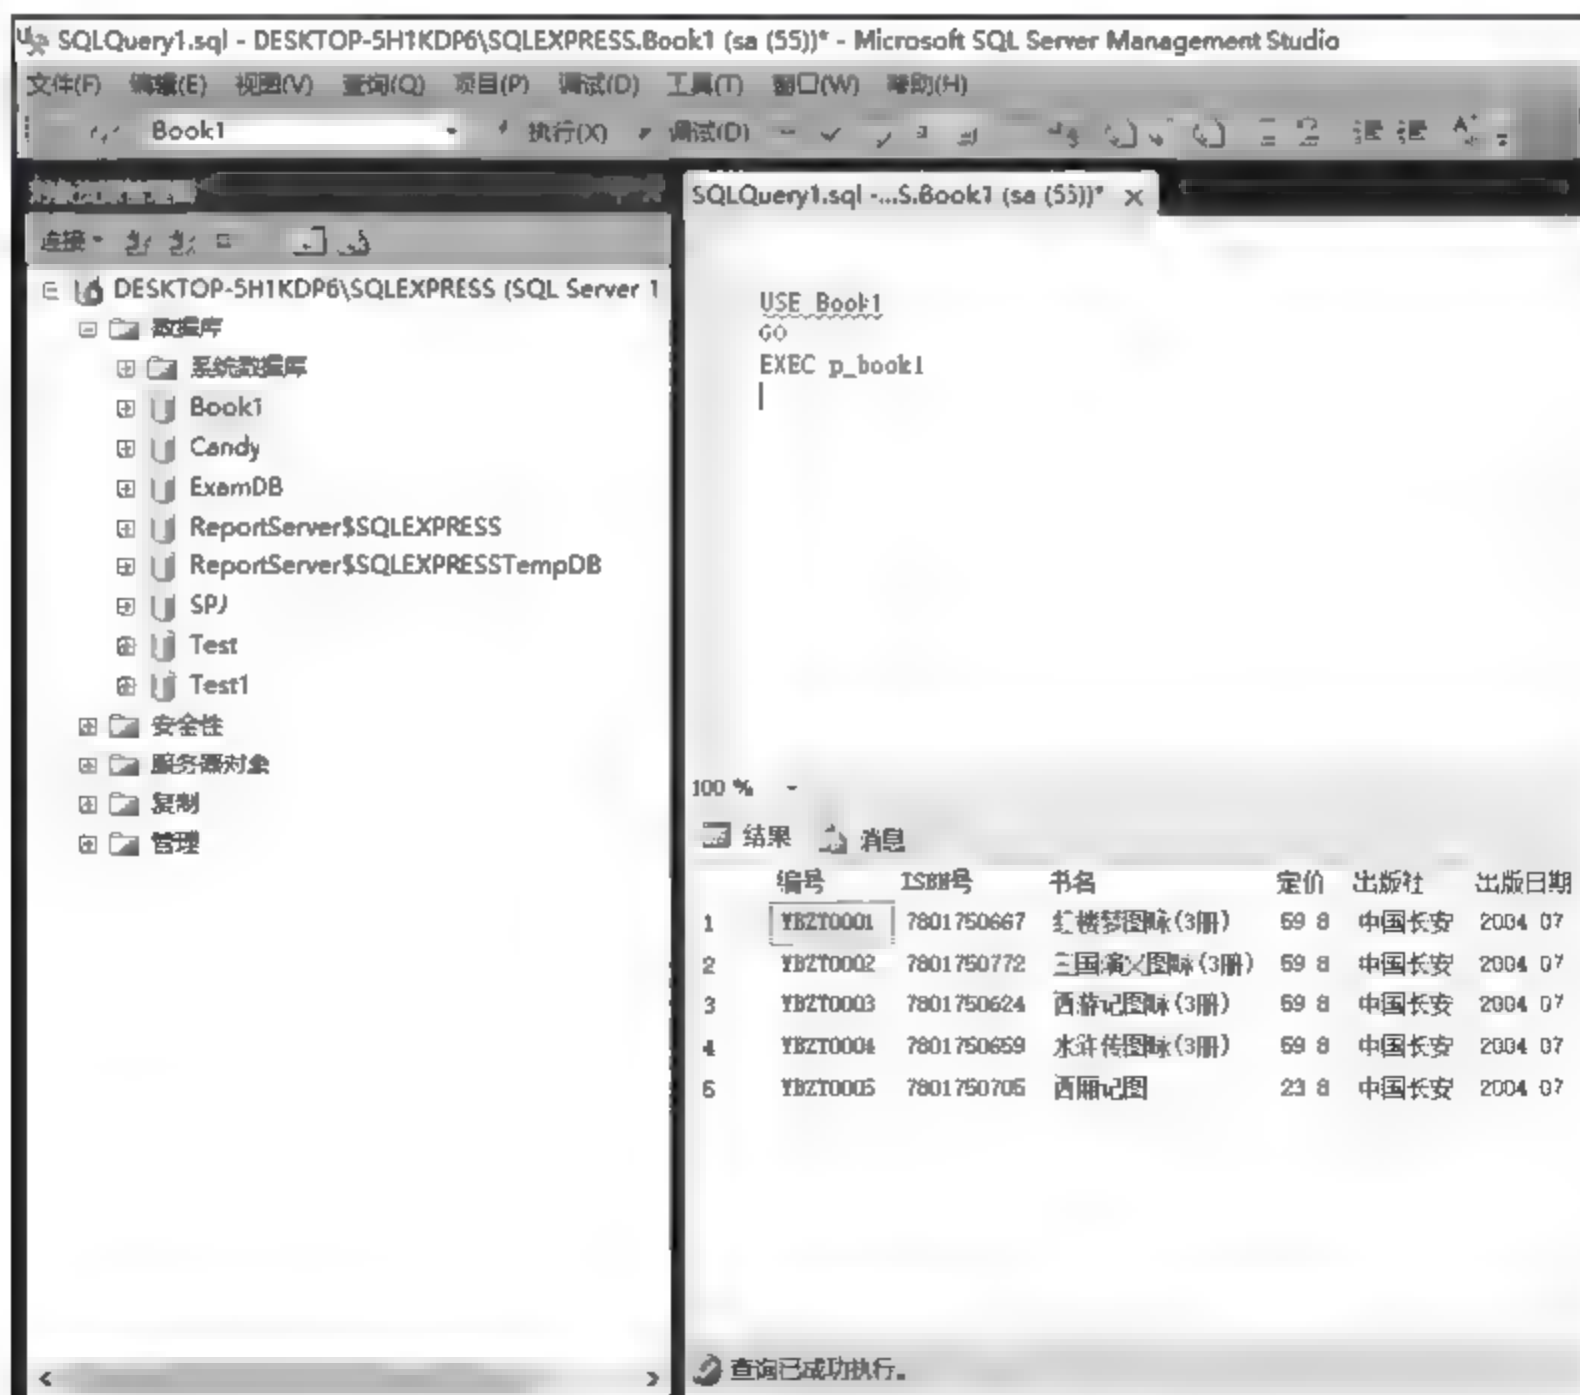 SQLQuery1.sql - DESKTOP-5H1KDP6\SQLEXPRESS.Book1 (sa (55))* - Microsoft SQL Server Management Studio
文件(F) 编辑(E) 视图(V) 查询(Q) 项目(P) 调试(D) 工具(T) 窗口(W) 帮助(H)
Book1 执行(X) 调试(D)
SQLQuery1.sql -...S.Book1 (sa (55))*
连接
DESKTOP-5H1KDP6\SQLEXPRESS (SQL Server 1
数据库
系统数据库
Book1
Candy
ExamDB
ReportServer$SQLEXPRESS
ReportServer$SQLEXPRESSTempDB
SPJ
Test
Test1
安全性
服务器对象
复制
管理
USE Book1
GO
EXEC p_book1
100 %
结果 消息
编号 ISBN号 书名 定价 出版社 出版日期
1 YBZT0001 7801750667 红楼梦图咏(3册) 59 8 中国长安 2004 07
2 YBZT0002 7801750772 三国演义图咏(3册) 59 8 中国长安 2004 07
3 YBZT0003 7801750624 西游记图咏(3册) 59 8 中国长安 2004 07
4 YBZT0004 7801750659 水浒传图咏(3册) 59 8 中国长安 2004 07
5 YBZT0005 7801750705 西厢记图 23 8 中国长安 2004 07
查询已成功执行。